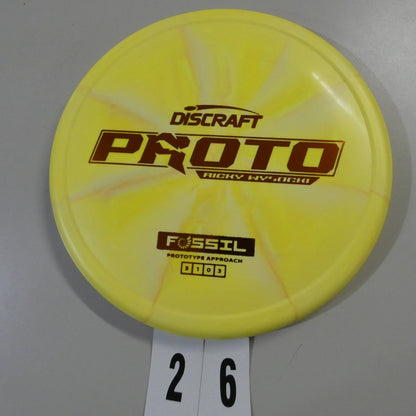 DISCRAFT
PROTO
RICKY WYSOCKI
FOSSIL
PROTOTYPE APPROACH
3 1 0 3
2 6